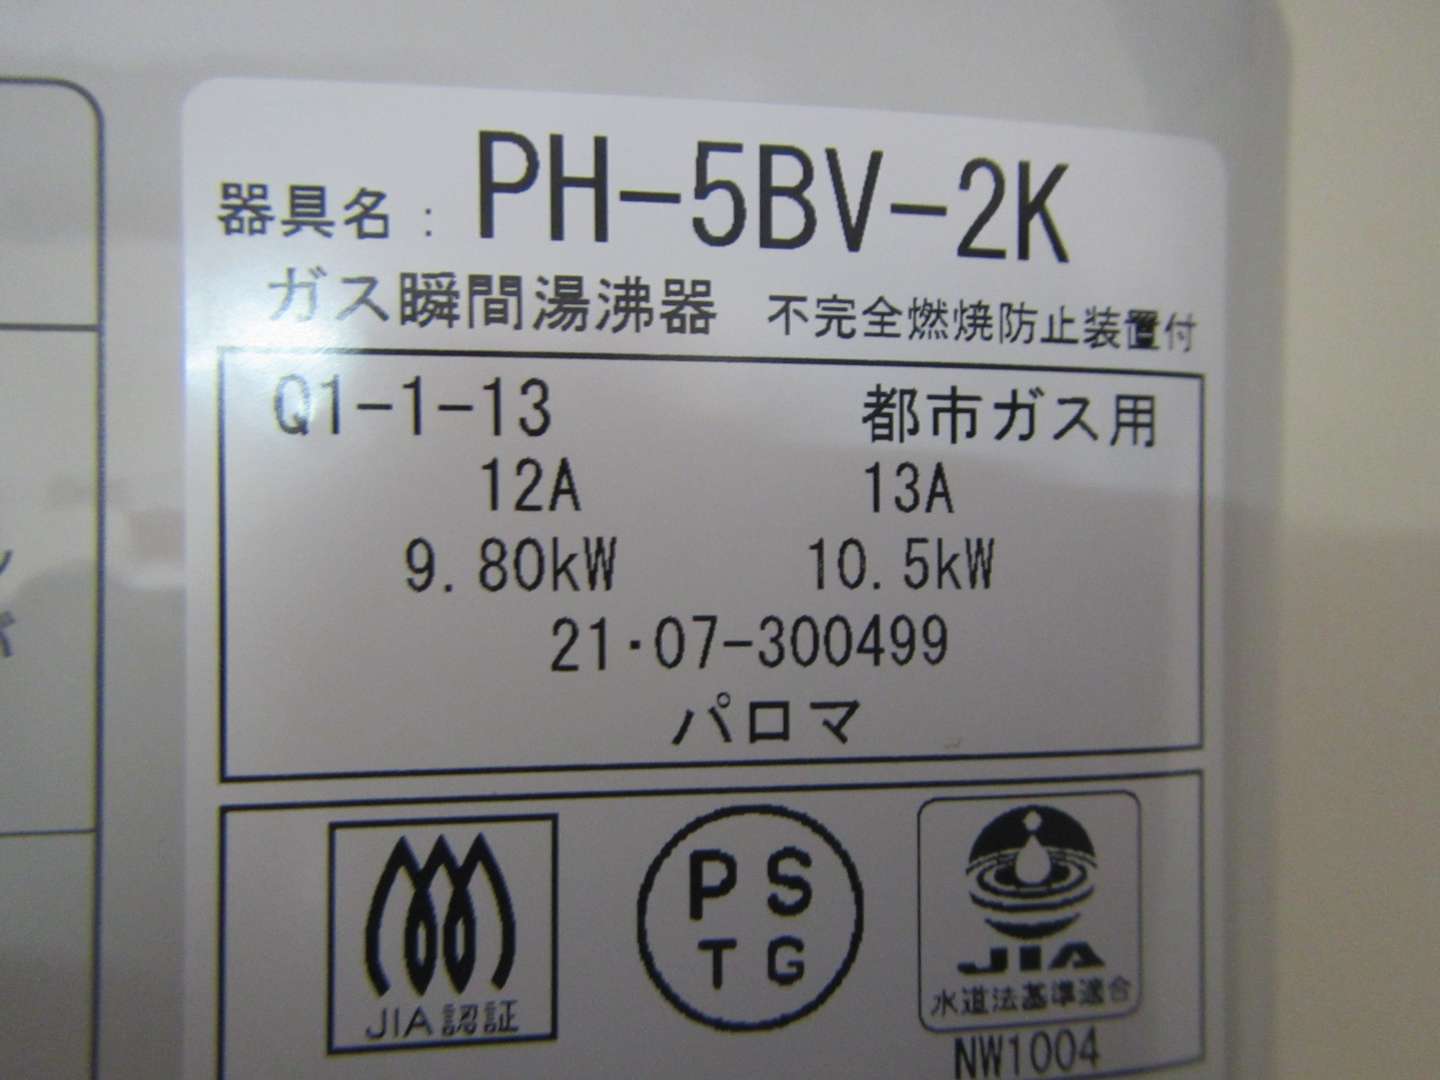 器具名：PH-5BV-2K
ガス瞬間湯沸器 不完全燃焼防止装置付
Q1-1-13 都市ガス用
12A 13A
9.80kW 10.5kW
21・07-300499
パロマ
JIA認証
PS
TG
JIA
水道法基準適合
NW1004